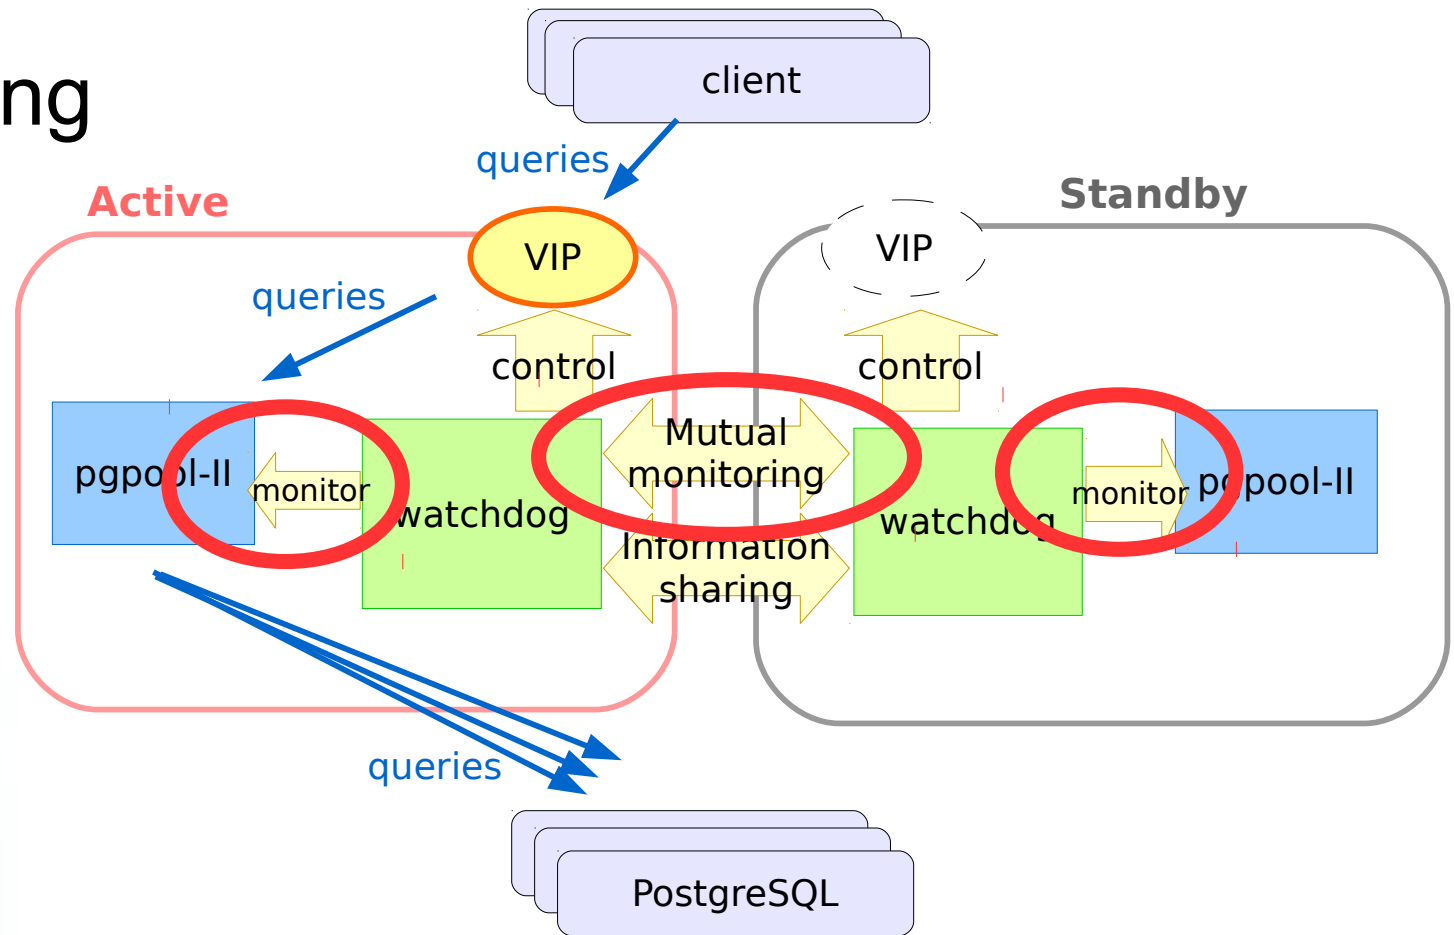 client
ng
queries
Active
Standby
VIP
VIP
queries
control
control
Mutual
monitoring
pgpool-II
monitor
watchdog
watchdog
monitor
pgpool-II
Information
sharing
queries
PostgreSQL